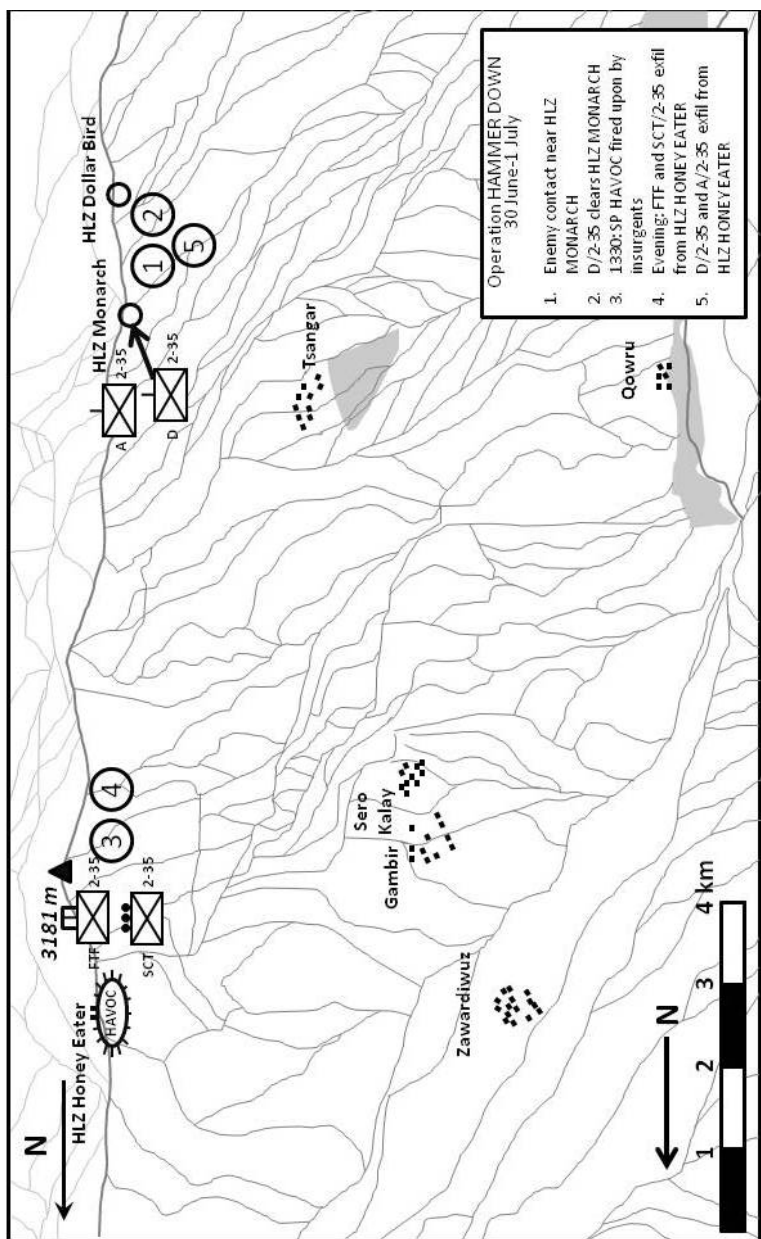 N
3181 m
HLZ Honey Eater
HAVOC
FTF
2-35
SCT
2-35
3
4
HLZ Monarch
HLZ Dollar Bird
A
2-35
D
2-35
1
2
5
Tsangar
Sero
Kalay
Gambir
Zawardiwuz
Qowru
N
1
2
3
4 km
Operation HAMMER DOWN
30 June-1 July
1. Enemy contact near HLZ
MONARCH
2. D/2-35 clears HLZ MONARCH
3. 1330: SP HAVOC fired upon by
insurgents
4. Evening: FTF and SCT/2-35 exfil
from HLZ HONEY EATER
5. D/2-35 and A/2-35 exfil from
HLZ HONEY EATER